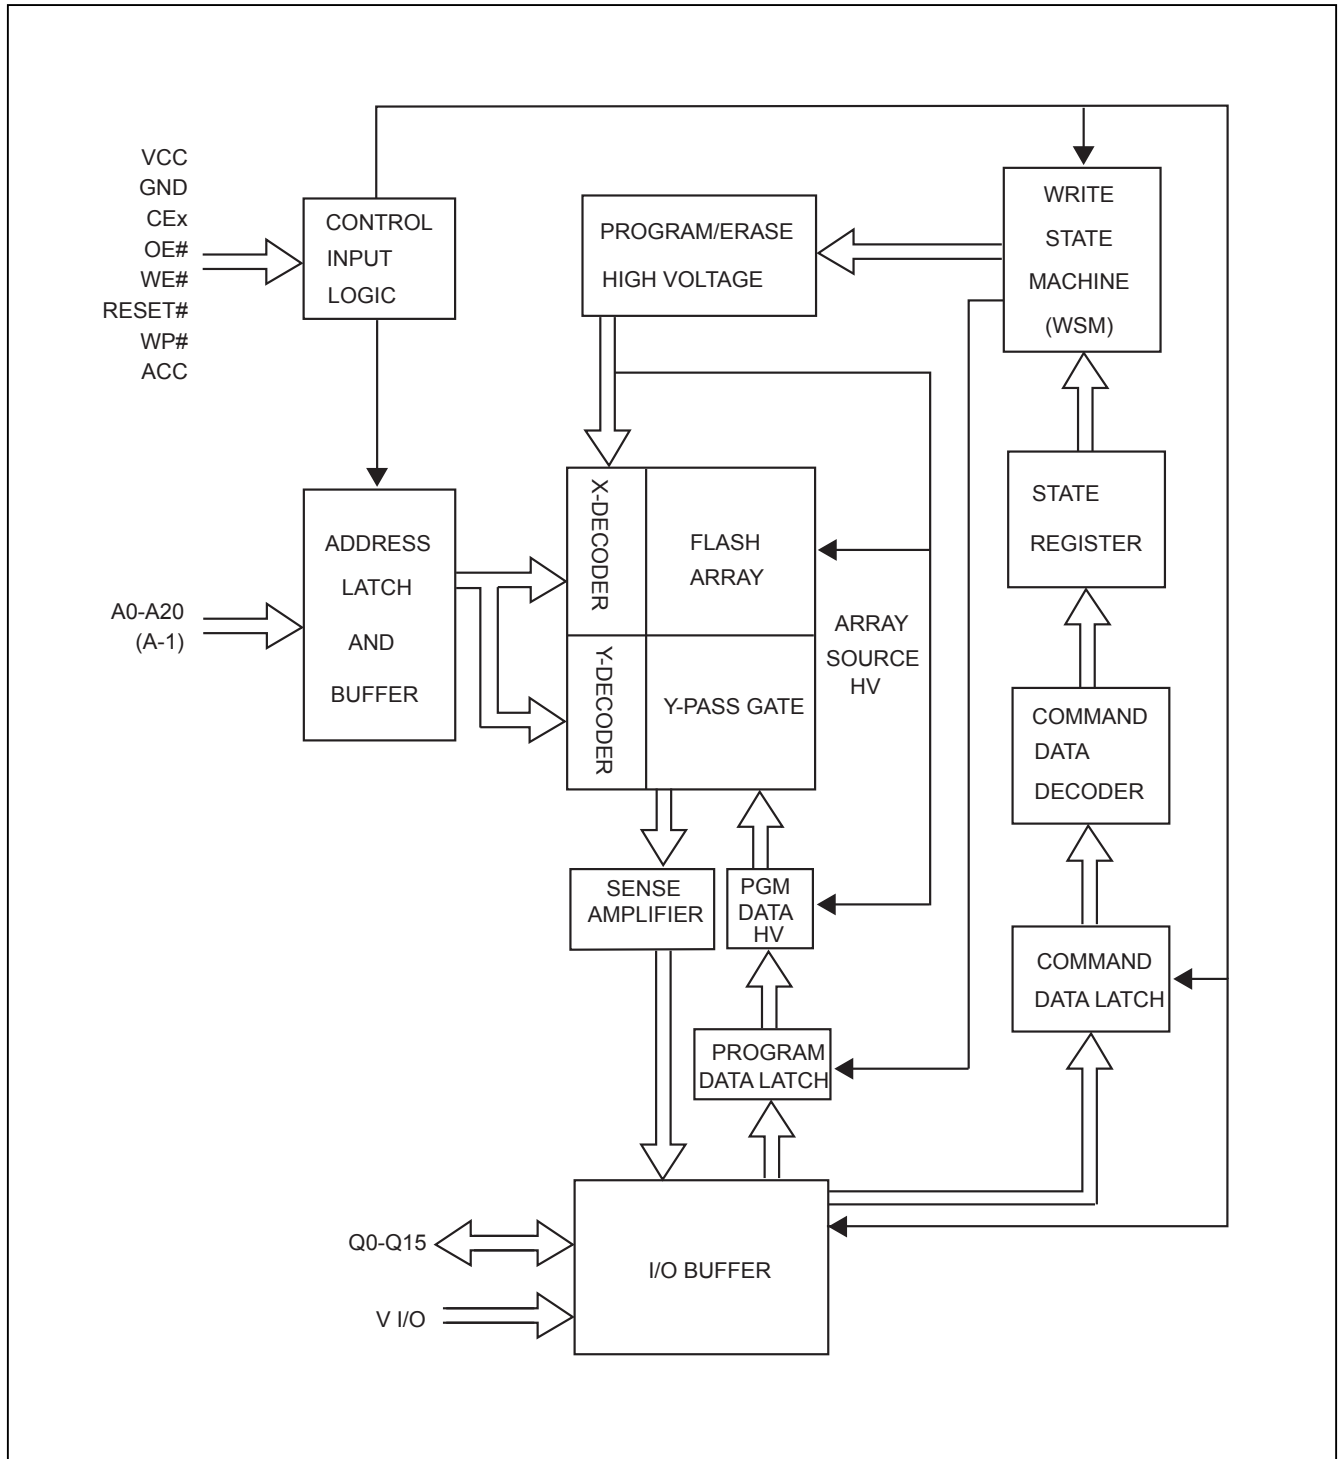 VCC
GND
CEx
OE#
WE#
RESET#
WP#
ACC
CONTROL
INPUT
LOGIC
PROGRAM/ERASE
HIGH VOLTAGE
WRITE
STATE
MACHINE
(WSM)
ADDRESS
LATCH
AND
BUFFER
A0-A20
(A-1)
X-DECODER
FLASH
ARRAY
Y-DECODER
Y-PASS GATE
ARRAY
SOURCE
HV
STATE
REGISTER
COMMAND
DATA
DECODER
SENSE
AMPLIFIER
PGM
DATA
HV
COMMAND
DATA LATCH
PROGRAM
DATA LATCH
Q0-Q15
V I/O
I/O BUFFER